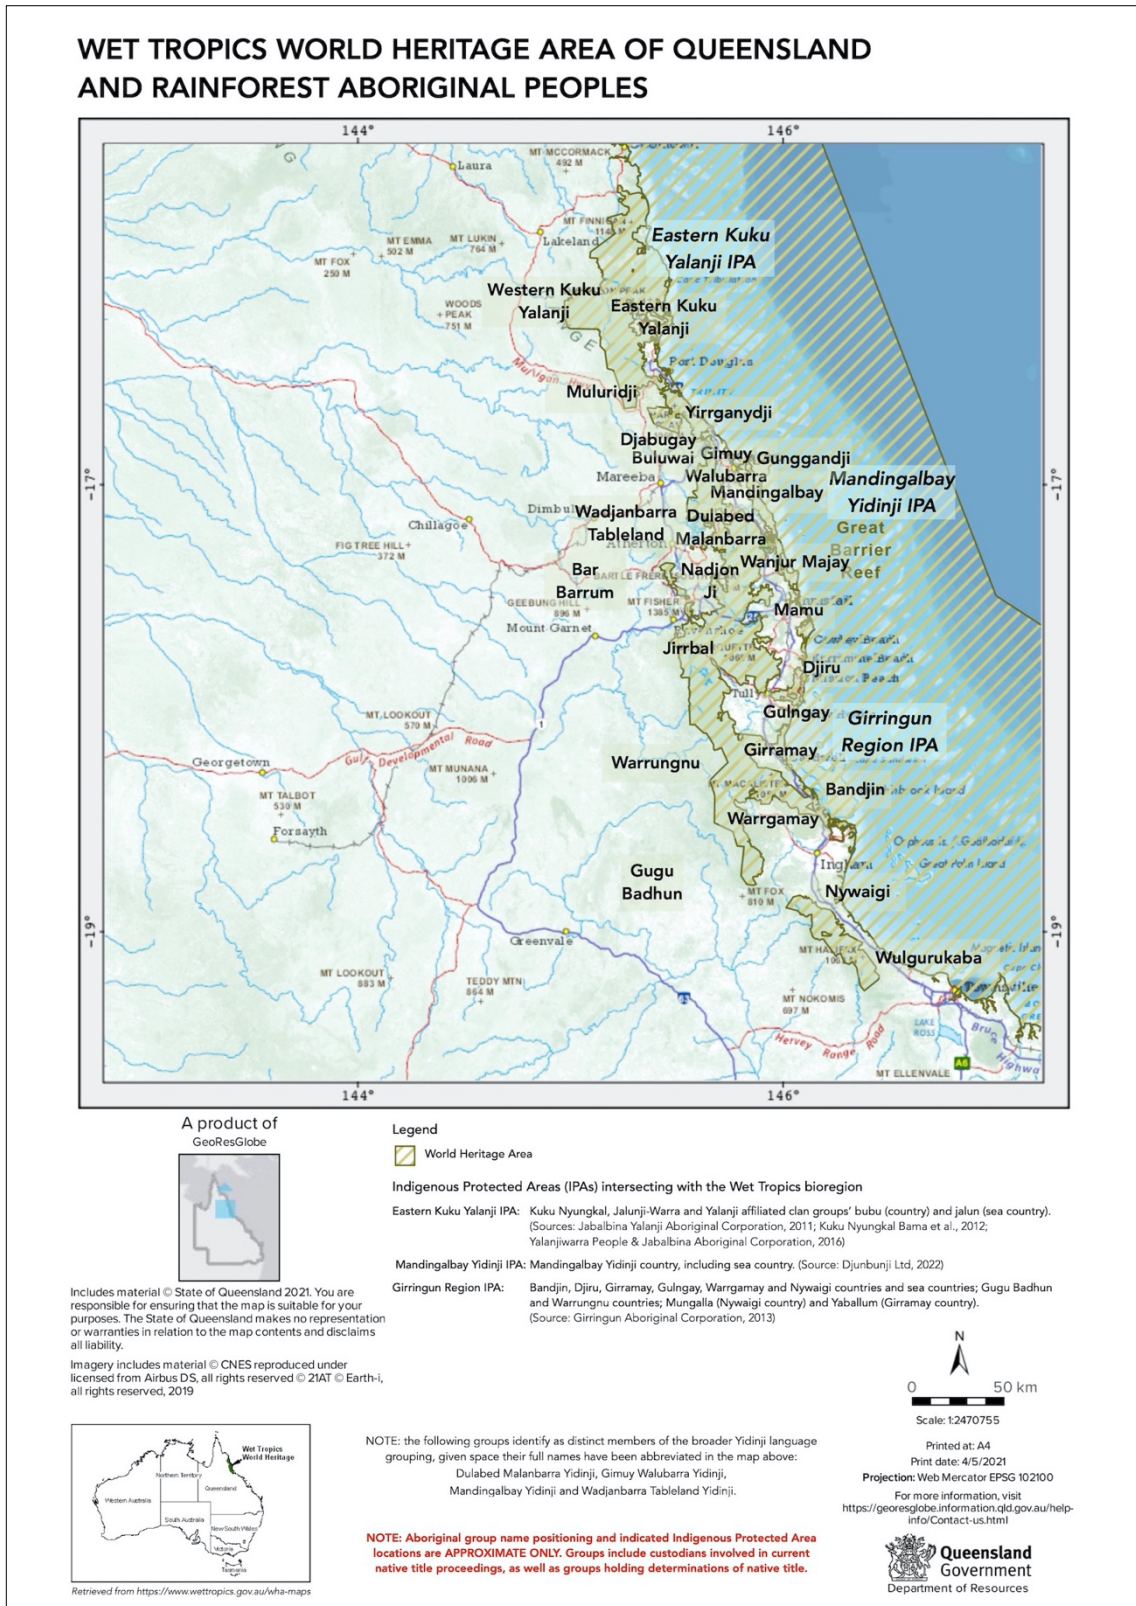 WET TROPICS WORLD HERITAGE AREA OF QUEENSLAND
AND RAINFOREST ABORIGINAL PEOPLES
144°
146°
MT MCCORMACK
492 M
Laura
MT EMMA
502 M
MT LUKIN
764 M
Lakeland
MT FOX
250 M
Eastern Kuku
Yalanji IPA
Western Kuku
Yalanji
WOODS
PEAK
751 M
Eastern Kuku
Yalanji
Port Douglas
Muluridji
Yirrganydji
Djabugay
Buluwai
Gimuy
Walubarra
Gunggandji
-17°
-17°
Mareeba
Mandingalbay
Mandingalbay
Yidinji IPA
Chillagoe
Wadjanbarra
Tableland
Dulabed
Malanbarra
Great
Barrier
Reef
FIG TREE HILL
372 M
Bar
Barrum
Nadjon
Ji
Wanjur Majay
GEEBUNG HILL
896 M
MT FISHER
1385 M
Mamu
Mount Garnet
Jirrbal
Djiru
Tully
MT LOOKOUT
570 M
1
Gulngay
Girringun
Region IPA
Gulf Developmental Road
Girramay
Georgetown
MT MUNANA
1006 M
Warrungnu
MT TALBOT
530 M
Bandjin
Forsayth
Warrgamay
Ingham
Gugu
Badhun
MT FOX
810 M
Nywaigi
-19°
-19°
Greenvale
Wulgurukaba
MT LOOKOUT
883 M
TEDDY MTN
864 M
MT NOKOMIS
697 M
LAKE
ROSS
Hervey Range Road
Bruce
A6
MT ELLENVALE
144°
146°
A product of
GeoResGlobe
Legend
World Heritage Area
Indigenous Protected Areas (IPAs) intersecting with the Wet Tropics bioregion
Eastern Kuku Yalanji IPA: Kuku Nyungkal, Jalunji-Warra and Yalanji affiliated clan groups' bubu (country) and jalun (sea country).
(Sources: Jabalbina Yalanji Aboriginal Corporation, 2011; Kuku Nyungkal Bama et al., 2012;
Yalanjiwarra People & Jabalbina Aboriginal Corporation, 2016)
Mandingalbay Yidinji IPA: Mandingalbay Yidinji country, including sea country. (Source: Djunbunji Ltd, 2022)
Girringun Region IPA: Bandjin, Djiru, Girramay, Gulngay, Warrgamay and Nywaigi countries and sea countries; Gugu Badhun
and Warrungnu countries; Mungalla (Nywaigi country) and Yaballum (Girramay country).
(Source: Girringun Aboriginal Corporation, 2013)
Includes material © State of Queensland 2021. You are
responsible for ensuring that the map is suitable for your
purposes. The State of Queensland makes no representation
or warranties in relation to the map contents and disclaims
all liability.
Imagery includes material © CNES reproduced under
licensed from Airbus DS, all rights reserved © 21AT © Earth-i,
all rights reserved, 2019
N
0 50 km
Scale: 1:2470755
Printed at: A4
Print date: 4/5/2021
Projection: Web Mercator EPSG 102100
For more information, visit
https://georesglobe.information.qld.gov.au/help-
info/Contact-us.html
Queensland
Government
Department of Resources
Wet Tropics
World Heritage
Northern Territory
Queensland
Western Australia
South Australia
New South Wales
Victoria
Tasmania
Retrieved from https://www.wettropics.gov.au/wha-maps
NOTE: the following groups identify as distinct members of the broader Yidinji language
grouping, given space their full names have been abbreviated in the map above:
Dulabed Malanbarra Yidinji, Gimuy Walubarra Yidinji,
Mandingalbay Yidinji and Wadjanbarra Tableland Yidinji.
NOTE: Aboriginal group name positioning and indicated Indigenous Protected Area
locations are APPROXIMATE ONLY. Groups include custodians involved in current
native title proceedings, as well as groups holding determinations of native title.